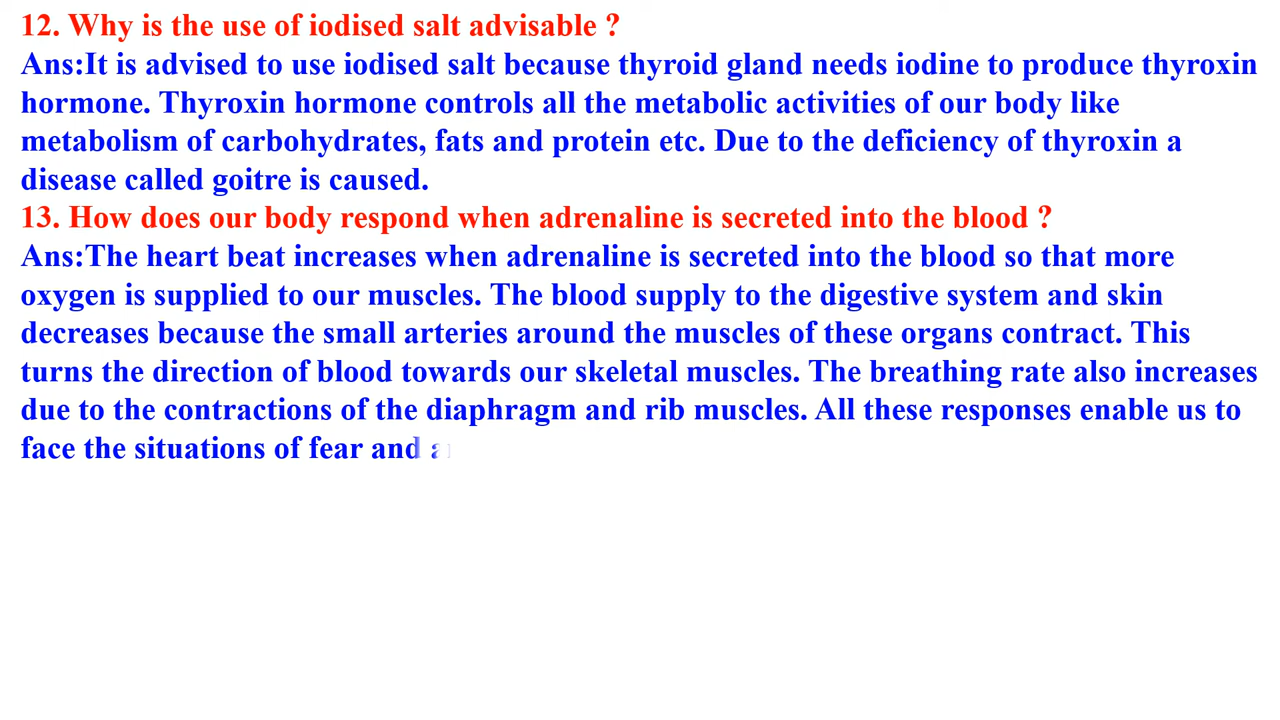 12. Why is the use of iodised salt advisable ?
Ans:It is advised to use iodised salt because thyroid gland needs iodine to produce thyroxin
hormone. Thyroxin hormone controls all the metabolic activities of our body like
metabolism of carbohydrates, fats and protein etc. Due to the deficiency of thyroxin a
disease called goitre is caused.
13. How does our body respond when adrenaline is secreted into the blood ?
Ans:The heart beat increases when adrenaline is secreted into the blood so that more
oxygen is supplied to our muscles. The blood supply to the digestive system and skin
decreases because the small arteries around the muscles of these organs contract. This
turns the direction of blood towards our skeletal muscles. The breathing rate also increases
due to the contractions of the diaphragm and rib muscles. All these responses enable us to
face the situations of fear and